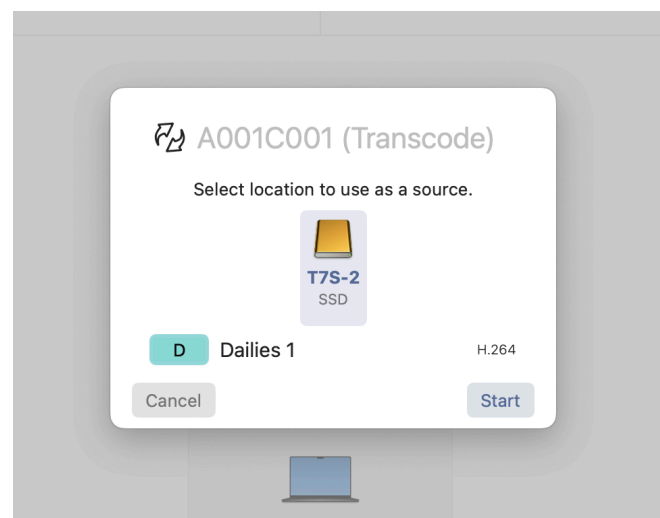 A001C001 (Transcode)
Select location to use as a source.
T7S-2
SSD
D Dailies 1 H.264
Cancel Start